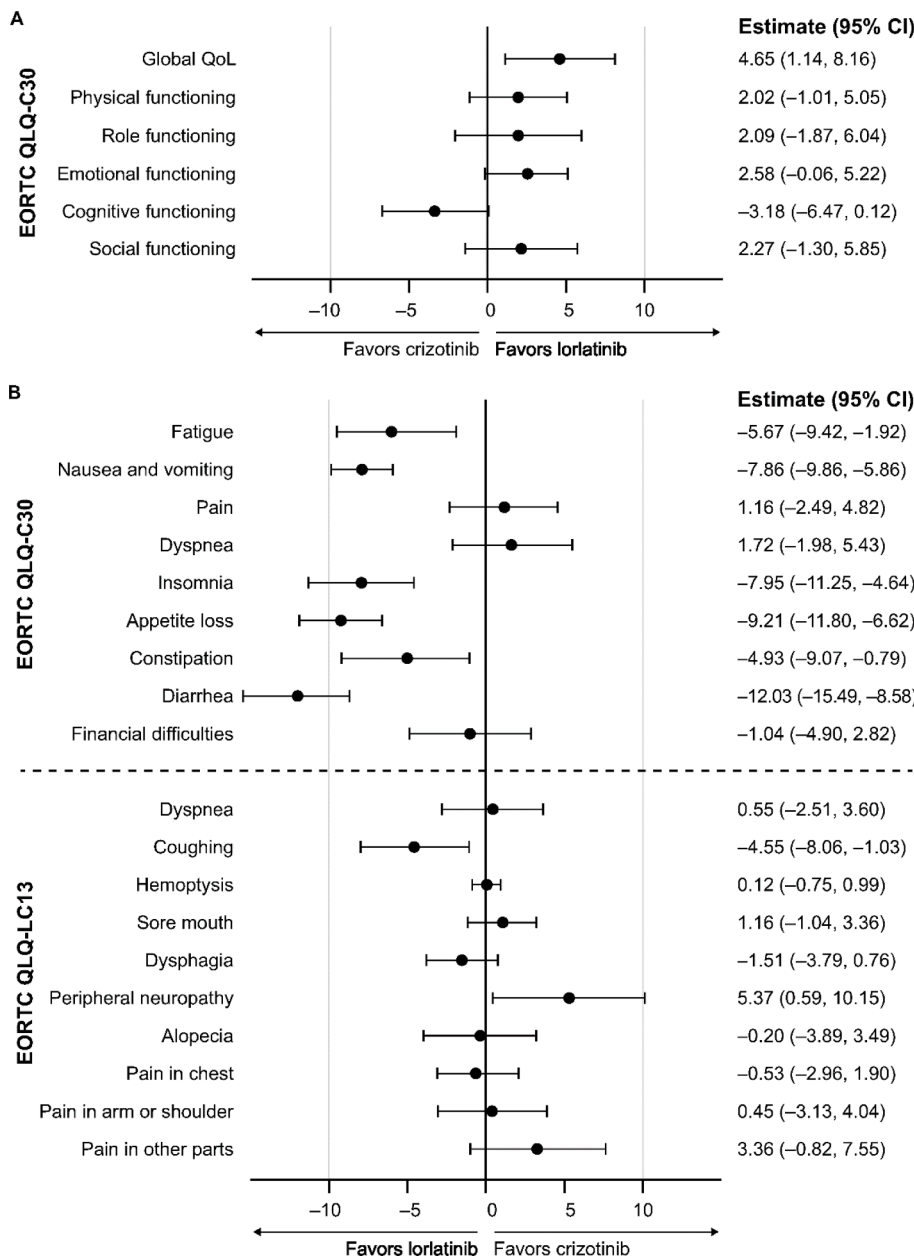 A
Estimate (95% CI)
EORTC QLQ-C30
Global QoL 4.65 (1.14, 8.16)
Physical functioning 2.02 (–1.01, 5.05)
Role functioning 2.09 (–1.87, 6.04)
Emotional functioning 2.58 (–0.06, 5.22)
Cognitive functioning –3.18 (–6.47, 0.12)
Social functioning 2.27 (–1.30, 5.85)
–10 –5 0 5 10
Favors crizotinib Favors lorlatinib
B
Estimate (95% CI)
EORTC QLQ-C30
Fatigue –5.67 (–9.42, –1.92)
Nausea and vomiting –7.86 (–9.86, –5.86)
Pain 1.16 (–2.49, 4.82)
Dyspnea 1.72 (–1.98, 5.43)
Insomnia -7.95 (–11.25, –4.64)
Appetite loss –9.21 (–11.80, –6.62)
Constipation –4.93 (–9.07, –0.79)
Diarrhea -12.03 (–15.49, –8.58)
Financial difficulties –1.04 (–4.90, 2.82)
EORTC QLQ-LC13
Dyspnea 0.55 (–2.51, 3.60)
Coughing –4.55 (–8.06, –1.03)
Hemoptysis 0.12 (–0.75, 0.99)
Sore mouth 1.16 (–1.04, 3.36)
Dysphagia –1.51 (–3.79, 0.76)
Peripheral neuropathy 5.37 (0.59, 10.15)
Alopecia –0.20 (–3.89, 3.49)
Pain in chest –0.53 (–2.96, 1.90)
Pain in arm or shoulder 0.45 (–3.13, 4.04)
Pain in other parts 3.36 (–0.82, 7.55)
–10 –5 0 5 10
Favors lorlatinib Favors crizotinib